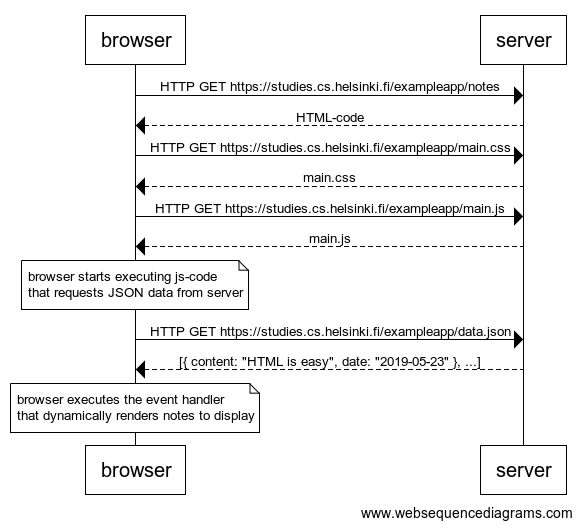 browser
server
HTTP GET https://studies.cs.helsinki.fi/exampleapp/notes
HTML-code
HTTP GET https://studies.cs.helsinki.fi/exampleapp/main.css
main.css
HTTP GET https://studies.cs.helsinki.fi/exampleapp/main.js
main.js
browser starts executing js-code
that requests JSON data from server
HTTP GET https://studies.cs.helsinki.fi/exampleapp/data.json
[{ content: "HTML is easy", date: "2019-05-23" }, ...]
browser executes the event handler
that dynamically renders notes to display
browser
server
www.websequencediagrams.com